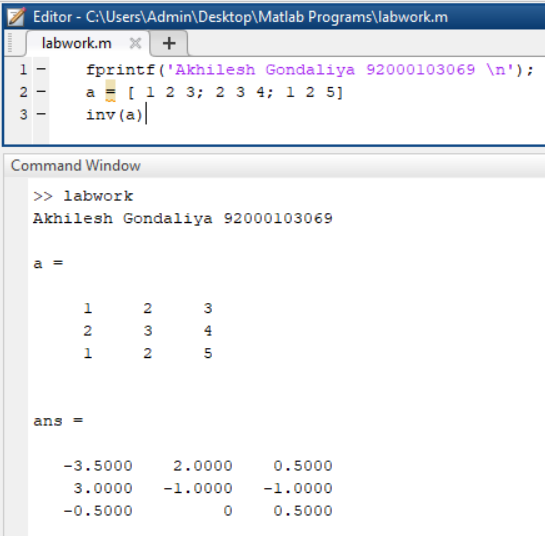 Editor - C:\Users\Admin\Desktop\Matlab Programs\labwork.m
labwork.m × +
1 - fprintf('Akhilesh Gondaliya 92000103069 \n');
2 - a = [ 1 2 3; 2 3 4; 1 2 5]
3 - inv(a)
Command Window
>> labwork
Akhilesh Gondaliya 92000103069
a =
1 2 3
2 3 4
1 2 5
ans =
-3.5000 2.0000 0.5000
3.0000 -1.0000 -1.0000
-0.5000 0 0.5000